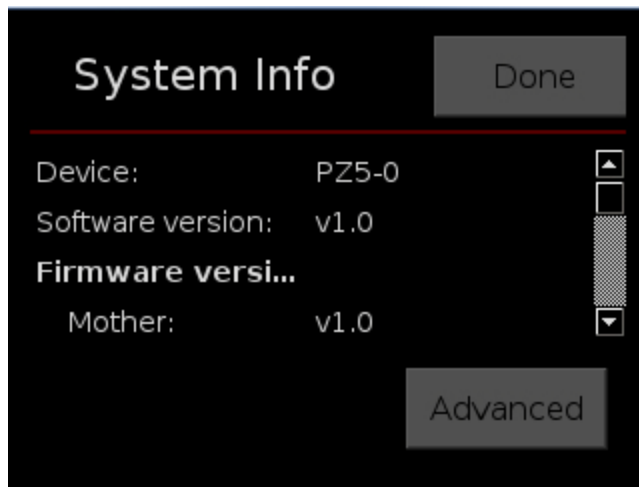 System Info Done
Device: PZ5-0
Software version: v1.0
Firmware versi...
Mother: v1.0
Advanced